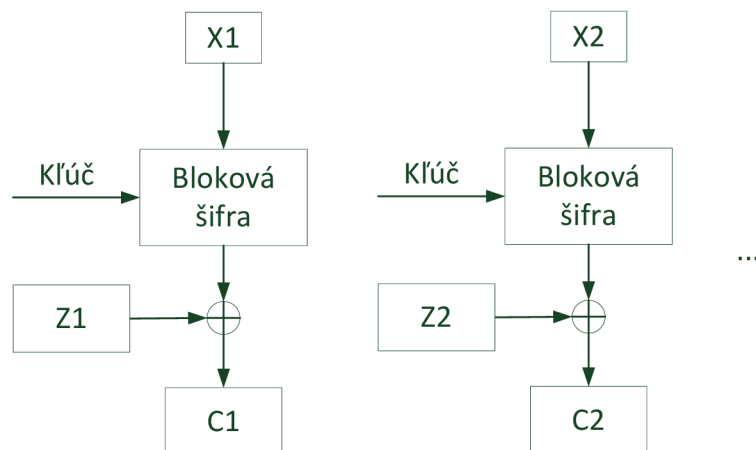 X1
X2
Kľúč
Bloková
šifra
Kľúč
Bloková
šifra
...
Z1
Z2
C1
C2